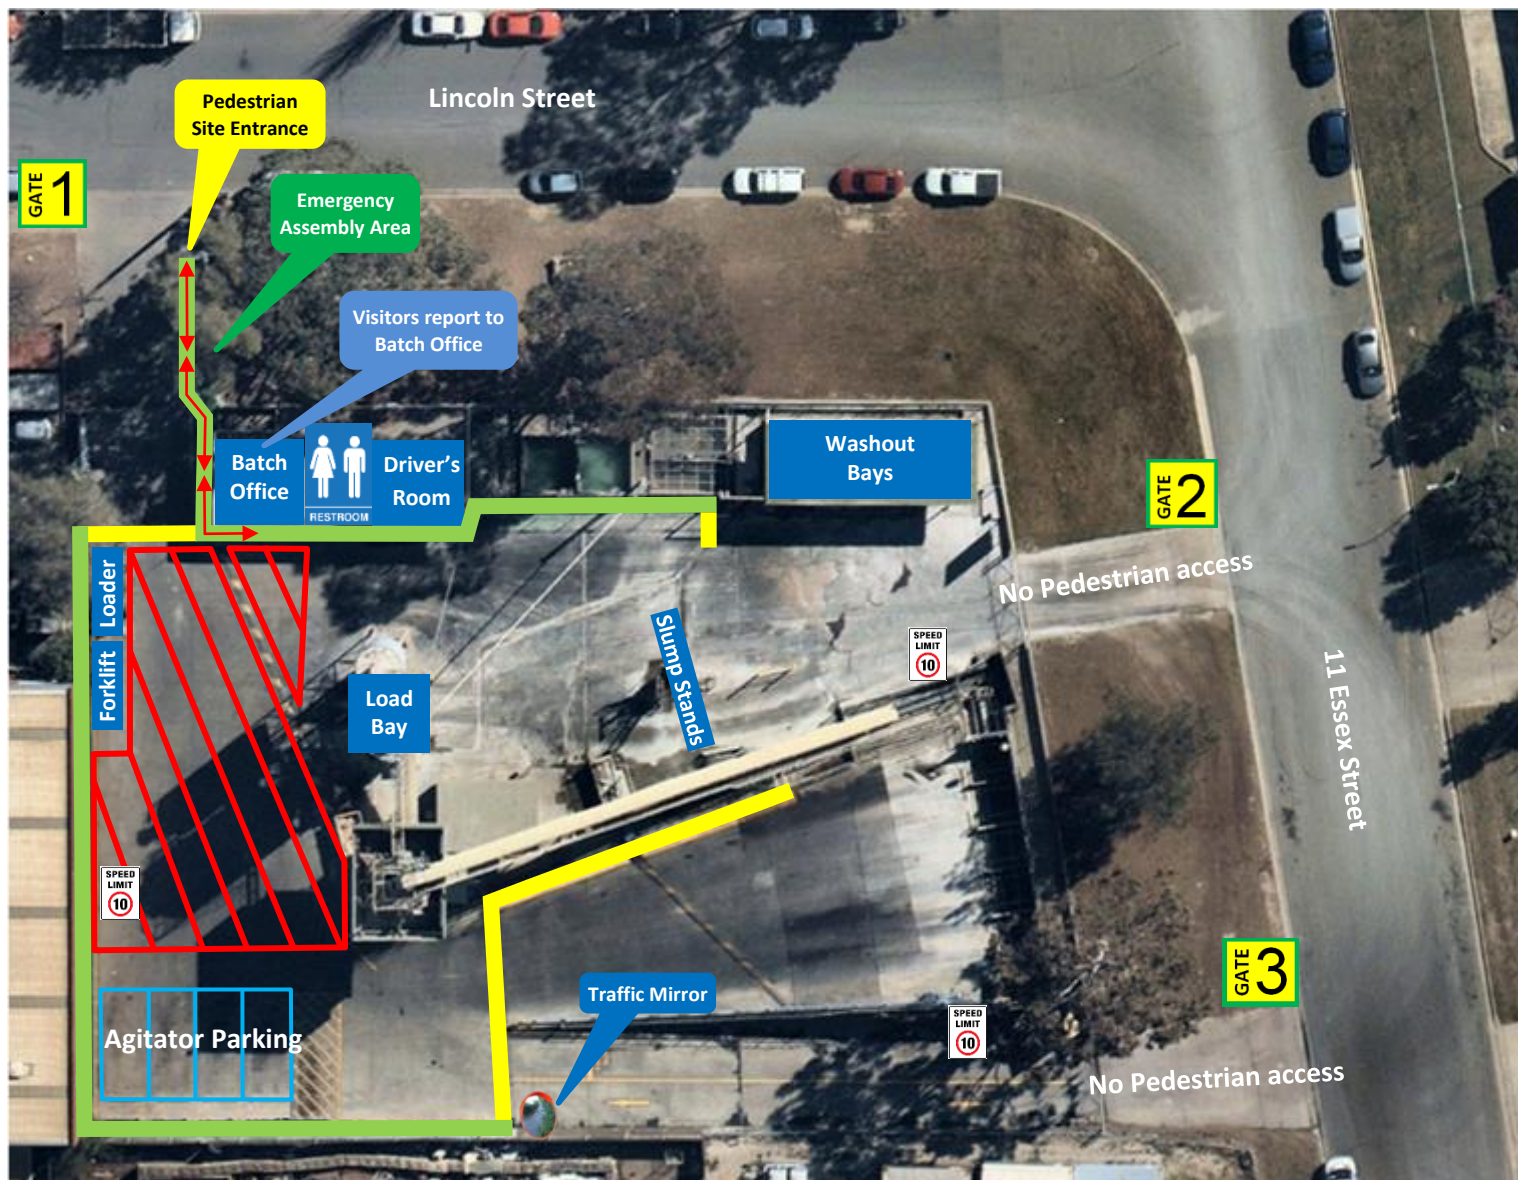 Lincoln Street
Pedestrian
Site Entrance
GATE 1
Emergency
Assembly Area
Visitors report to
Batch Office
Batch
Office
RESTROOM
Driver's
Room
Washout
Bays
GATE 2
No Pedestrian access
Loader
Forklift
Load
Bay
Slump Stands
SPEED
LIMIT
10
11 Essex Street
SPEED
LIMIT
10
GATE 3
Traffic Mirror
SPEED
LIMIT
10
Agitator Parking
No Pedestrian access